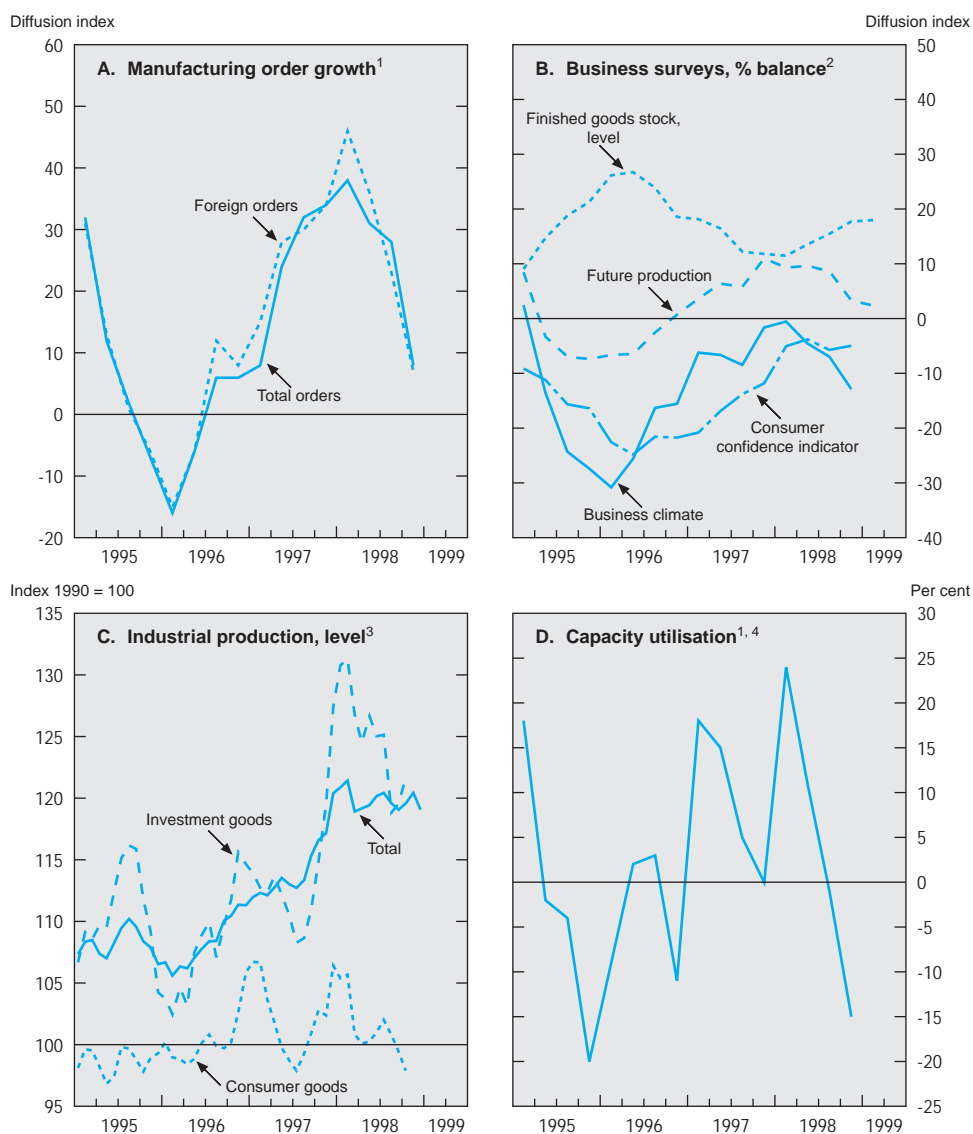 Diffusion index
Diffusion index
A. Manufacturing order growth1
60
50
40
30
20
10
0
-10
-20
Foreign orders
Total orders
1995 1996 1997 1998 1999
B. Business surveys, % balance2
50
40
30
20
10
0
-10
-20
-30
-40
Finished goods stock,
level
Future production
Consumer
confidence indicator
Business climate
1995 1996 1997 1998 1999
Index 1990 = 100
Per cent
C. Industrial production, level3
135
130
125
120
115
110
105
100
95
Investment goods
Total
Consumer goods
1995 1996 1997 1998 1999
D. Capacity utilisation1, 4
30
25
20
15
10
5
0
-5
-10
-15
-20
-25
1995 1996 1997 1998 1999